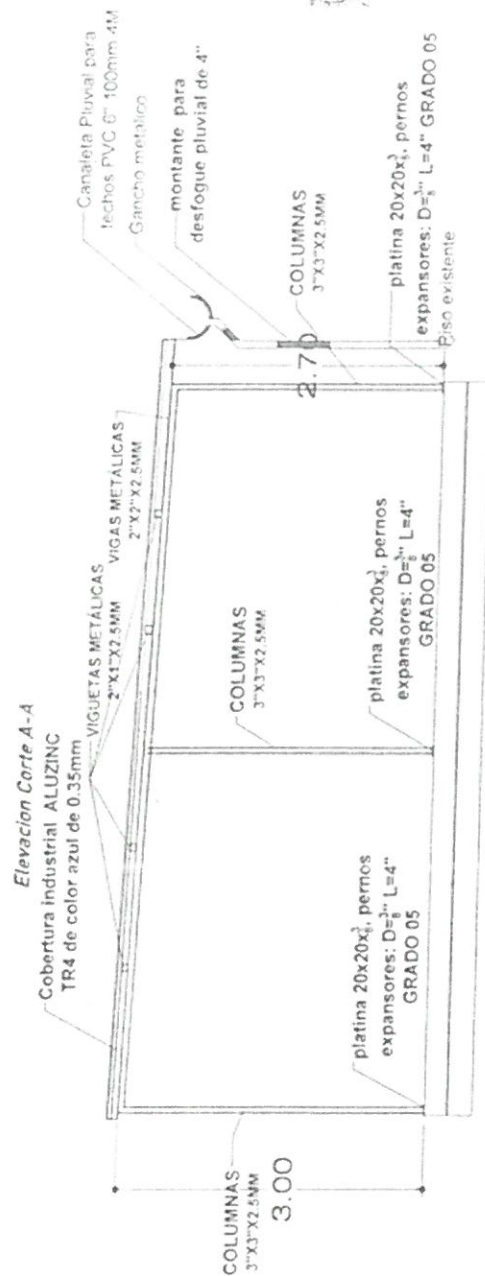 Elevacion Corte A-A
Cobertura industrial ALUZINC
TR4 de color azul de 0.35mm
VIGUETAS METÁLICAS
2"X1"X2.5MM
VIGAS METÁLICAS
2"X2"X2.5MM
Canaleta Pluvial para
techos PVC 6" 100mm 4M
Gancho metalico
montante para
desfogue pluvial de 4"
COLUMNAS
3"X3"X2.5MM
3.00
COLUMNAS
3"X3"X2.5MM
COLUMNAS
3"X3"X2.5MM
2.70
platina 20x20x3/8", pernos
expansores: D=3/8" L=4"
GRADO 05
platina 20x20x3/8", pernos
expansores: D=3/8" L=4"
GRADO 05
platina 20x20x3/8", pernos
expansores: D=3/8" L=4" GRADO 05
Piso existente